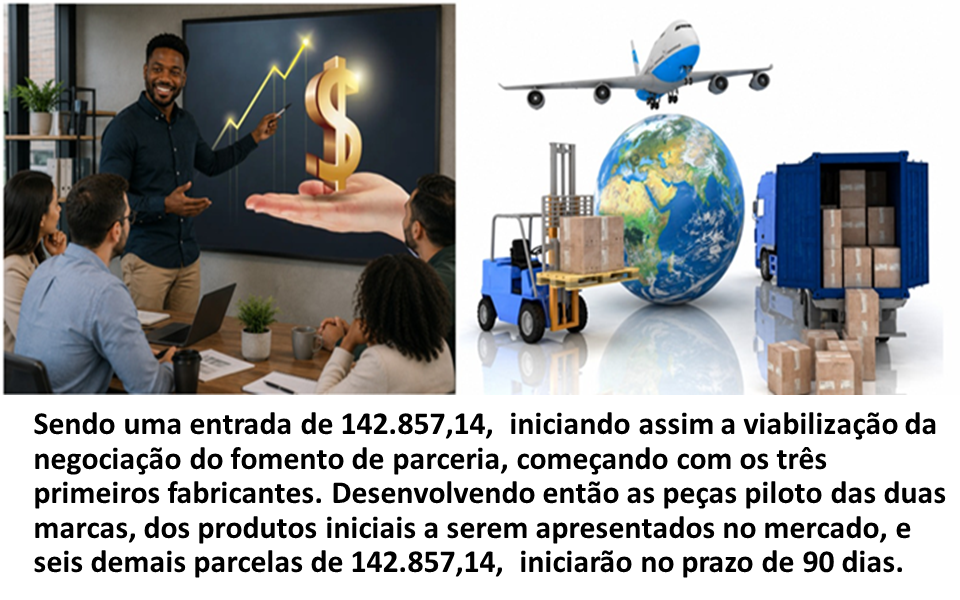 Sendo uma entrada de 142.857,14,  iniciando assim a viabilização da
negociação do fomento de parceria, começando com os três
primeiros fabricantes. Desenvolvendo então as peças piloto das duas
marcas, dos produtos iniciais a serem apresentados no mercado, e
seis demais parcelas de 142.857,14,  iniciarão no prazo de 90 dias.